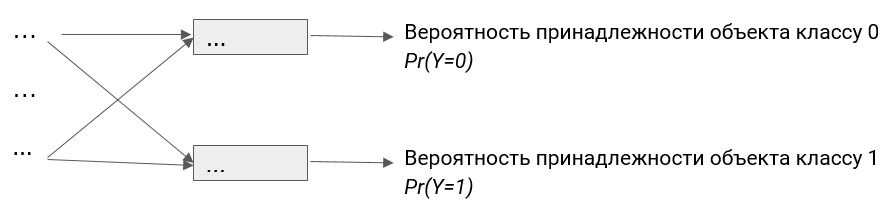 ...
...
Вероятность принадлежности объекта классу 0
Pr(Y=0)
...
...
...
Вероятность принадлежности объекта классу 1
Pr(Y=1)